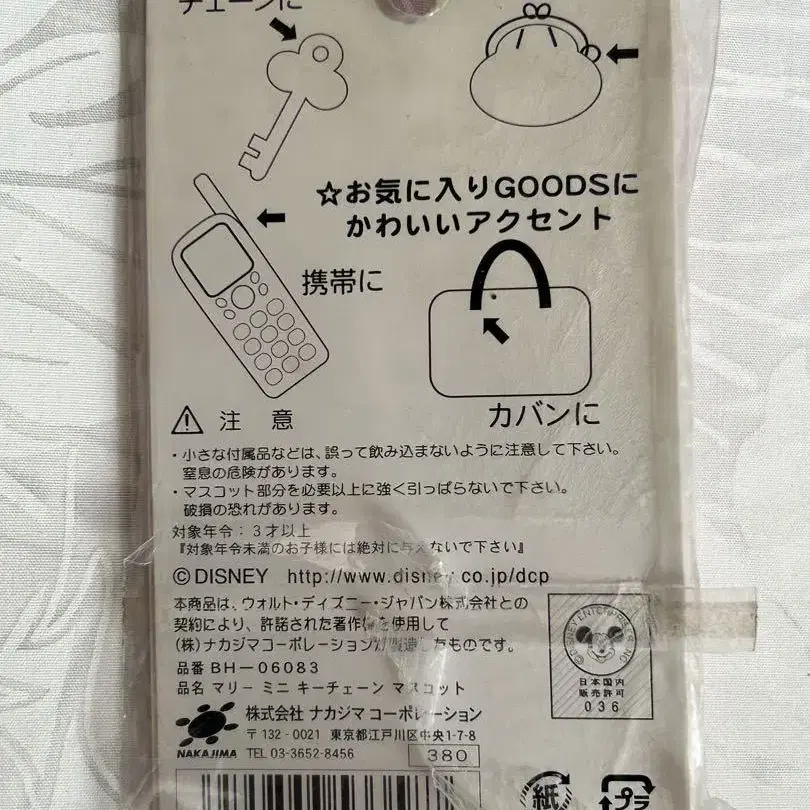 チェーンに
☆お気に入りGOODSに
かわいいアクセント
携帯に
カバンに
注 意
・小さな付属品などは、誤って飲み込まないように注意して下さい。
窒息の危険があります。
・マスコット部分を必要以上に強く引っぱらないで下さい。
破損の恐れがあります。
対象年令：3才以上
『対象年令未満のお子様には絶対に与えないで下さい』
©DISNEY http://www.disney.co.jp/dcp
本商品は、ウォルト・ディズニー・ジャパン株式会社との
契約により、許諾された著作権を使用して
(株)ナカジマコーポレーションが製造したものです。
品番 BH-06083
品名 マリー ミニ キーチェーン マスコット
NAKAJIMA
株式会社 ナカジマコーポレーション
〒132-0021 東京都江戸川区中央1-7-8
TEL 03-3652-8456 380
©DISNEY ENTERPRISES, INC.
日本国内
販売許可
036
紙
プラ